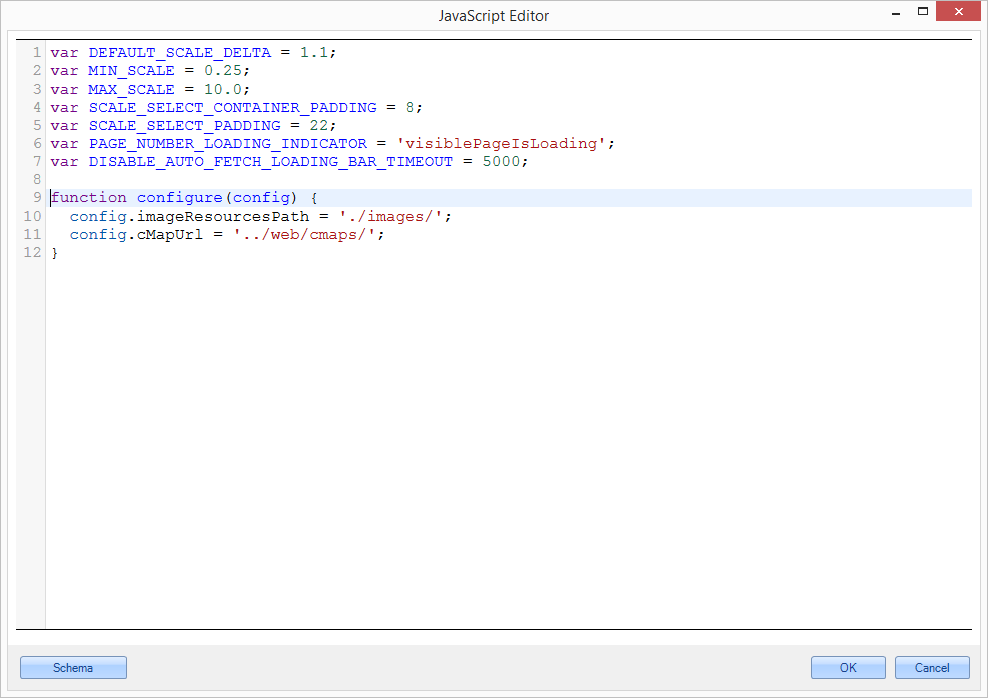 JavaScript Editor
1 var DEFAULT_SCALE_DELTA = 1.1;
2 var MIN_SCALE = 0.25;
3 var MAX_SCALE = 10.0;
4 var SCALE_SELECT_CONTAINER_PADDING = 8;
5 var SCALE_SELECT_PADDING = 22;
6 var PAGE_NUMBER_LOADING_INDICATOR = 'visiblePageIsLoading';
7 var DISABLE_AUTO_FETCH_LOADING_BAR_TIMEOUT = 5000;
8
9 function configure(config) {
10   config.imageResourcesPath = './images/';
11   config.cMapUrl = '../web/cmaps/';
12 }
Schema OK Cancel